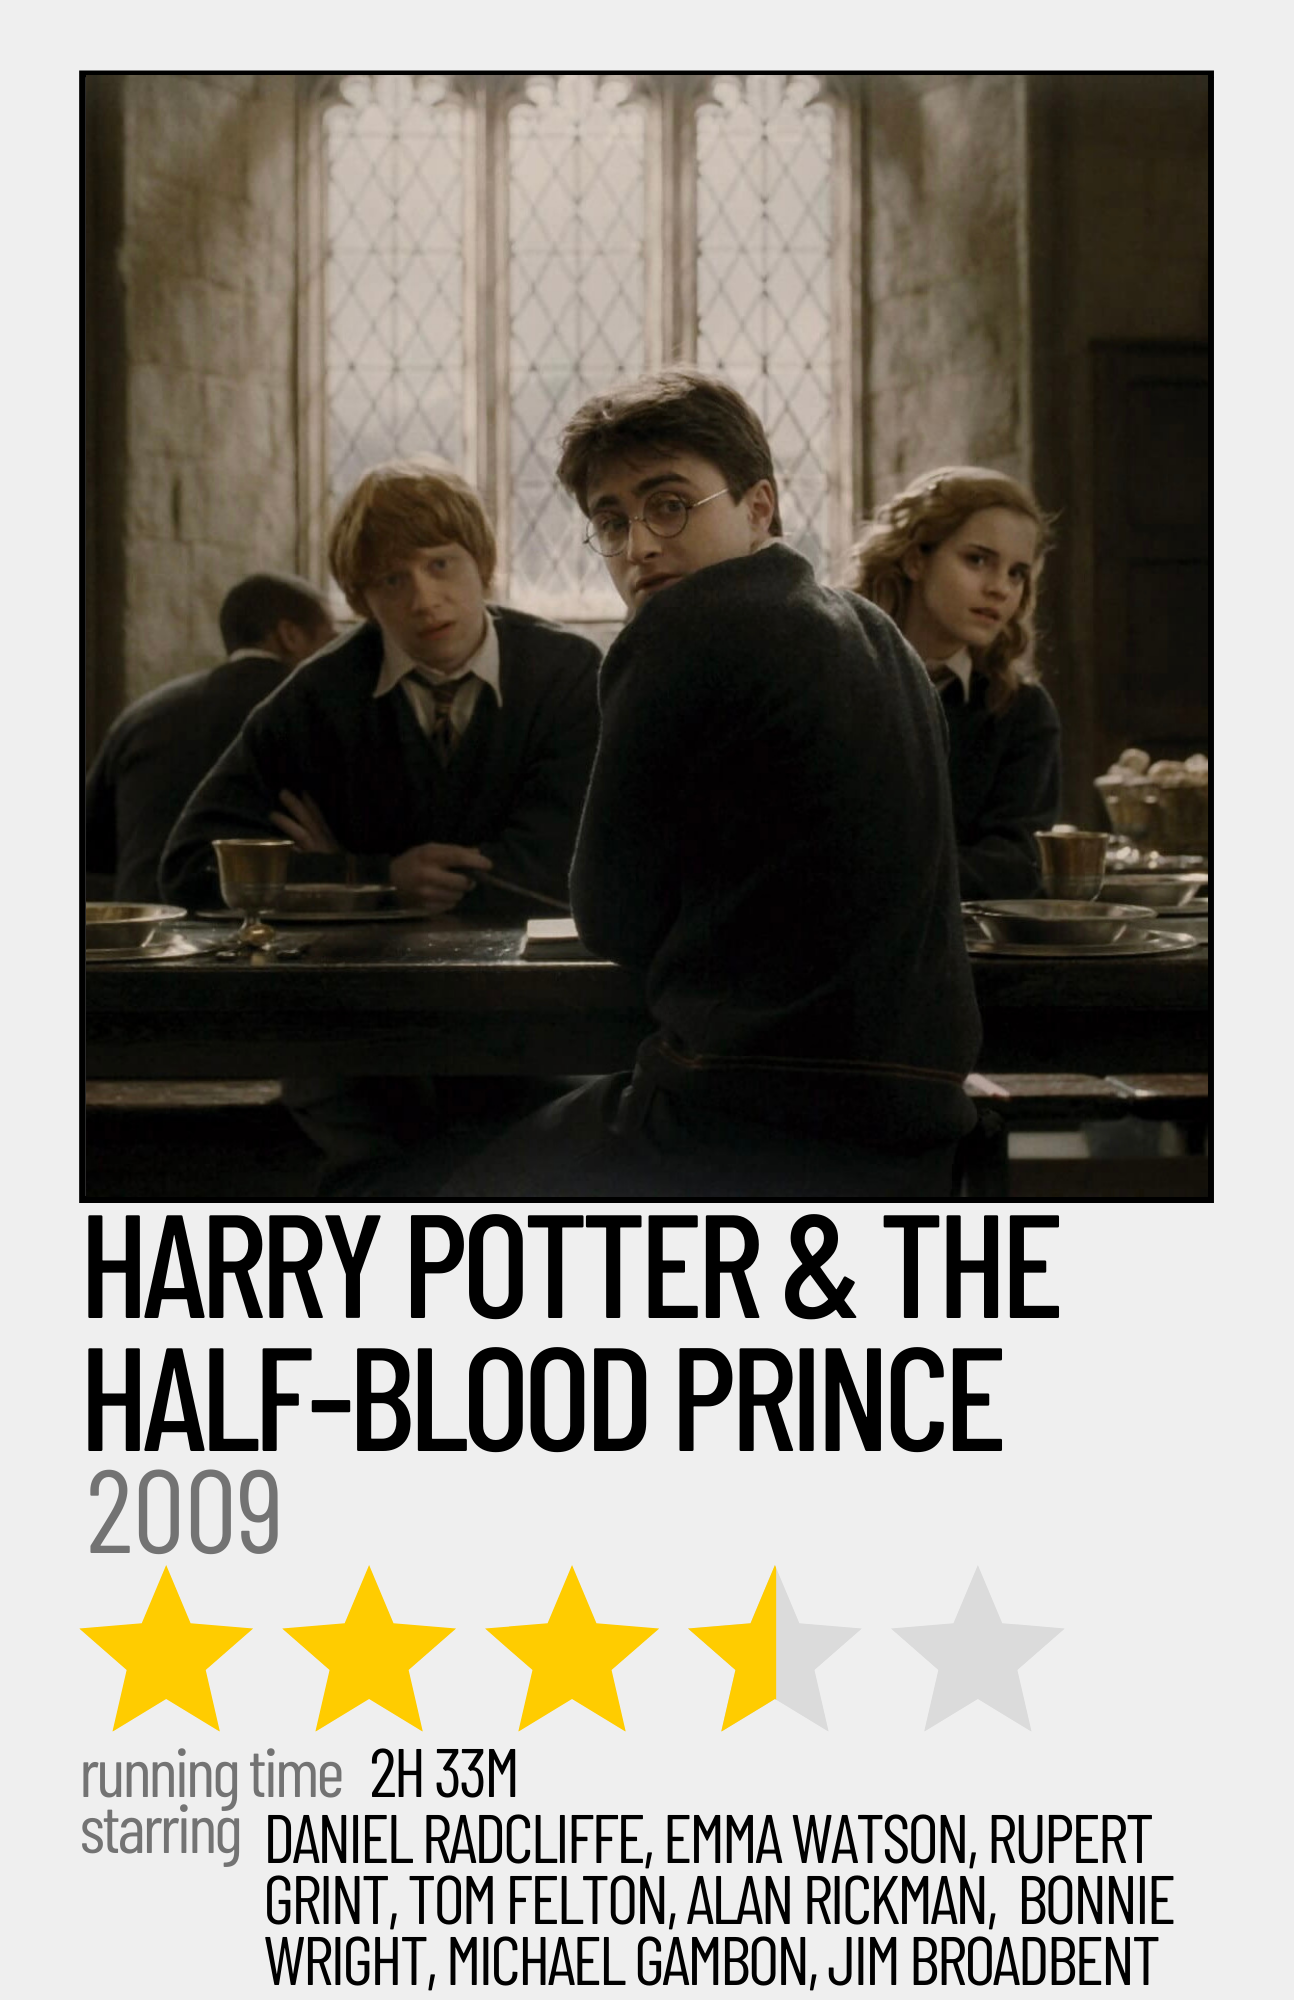 HARRY POTTER & THE
HALF-BLOOD PRINCE
2009
running time 2H 33M
starring DANIEL RADCLIFFE, EMMA WATSON, RUPERT
GRINT, TOM FELTON, ALAN RICKMAN, BONNIE
WRIGHT, MICHAEL GAMBON, JIM BROADBENT